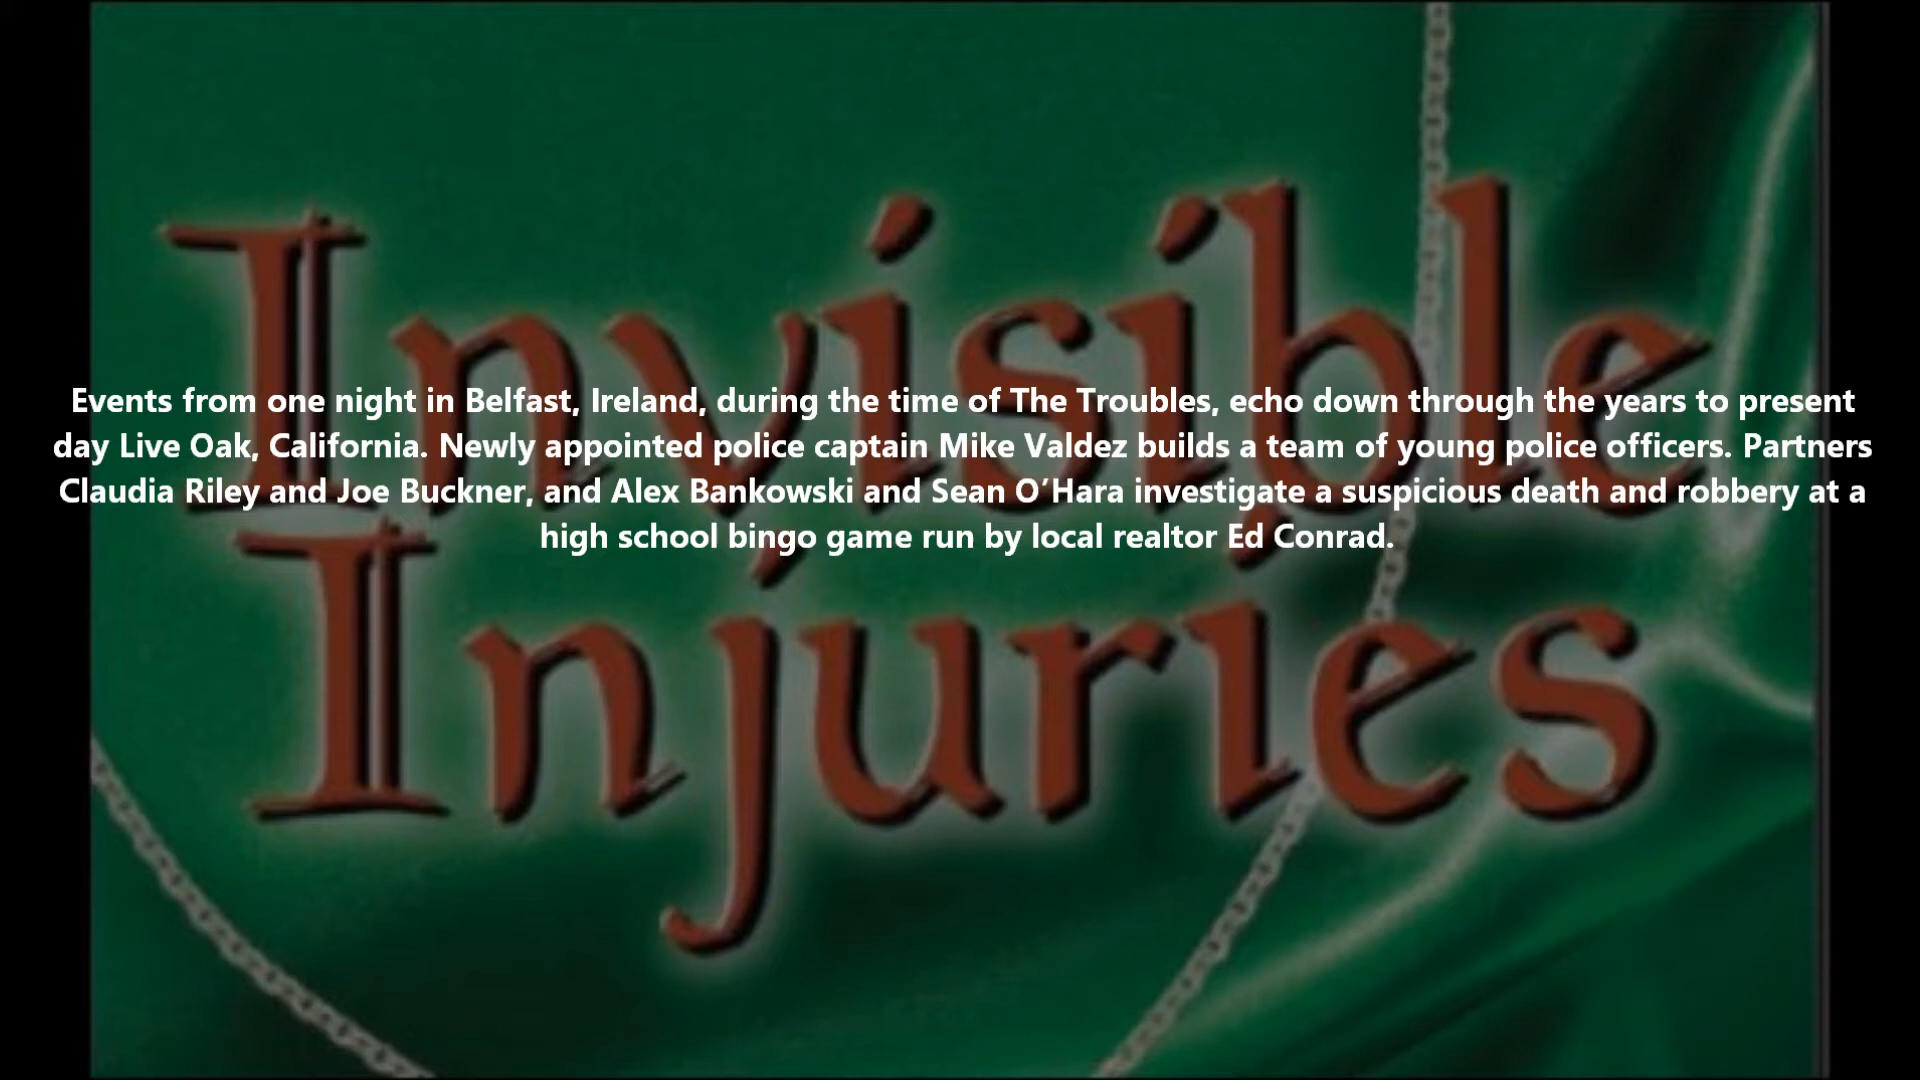 Invisible
Injuries
Events from one night in Belfast, Ireland, during the time of The Troubles, echo down through the years to present
day Live Oak, California. Newly appointed police captain Mike Valdez builds a team of young police officers. Partners
Claudia Riley and Joe Buckner, and Alex Bankowski and Sean O’Hara investigate a suspicious death and robbery at a
high school bingo game run by local realtor Ed Conrad.